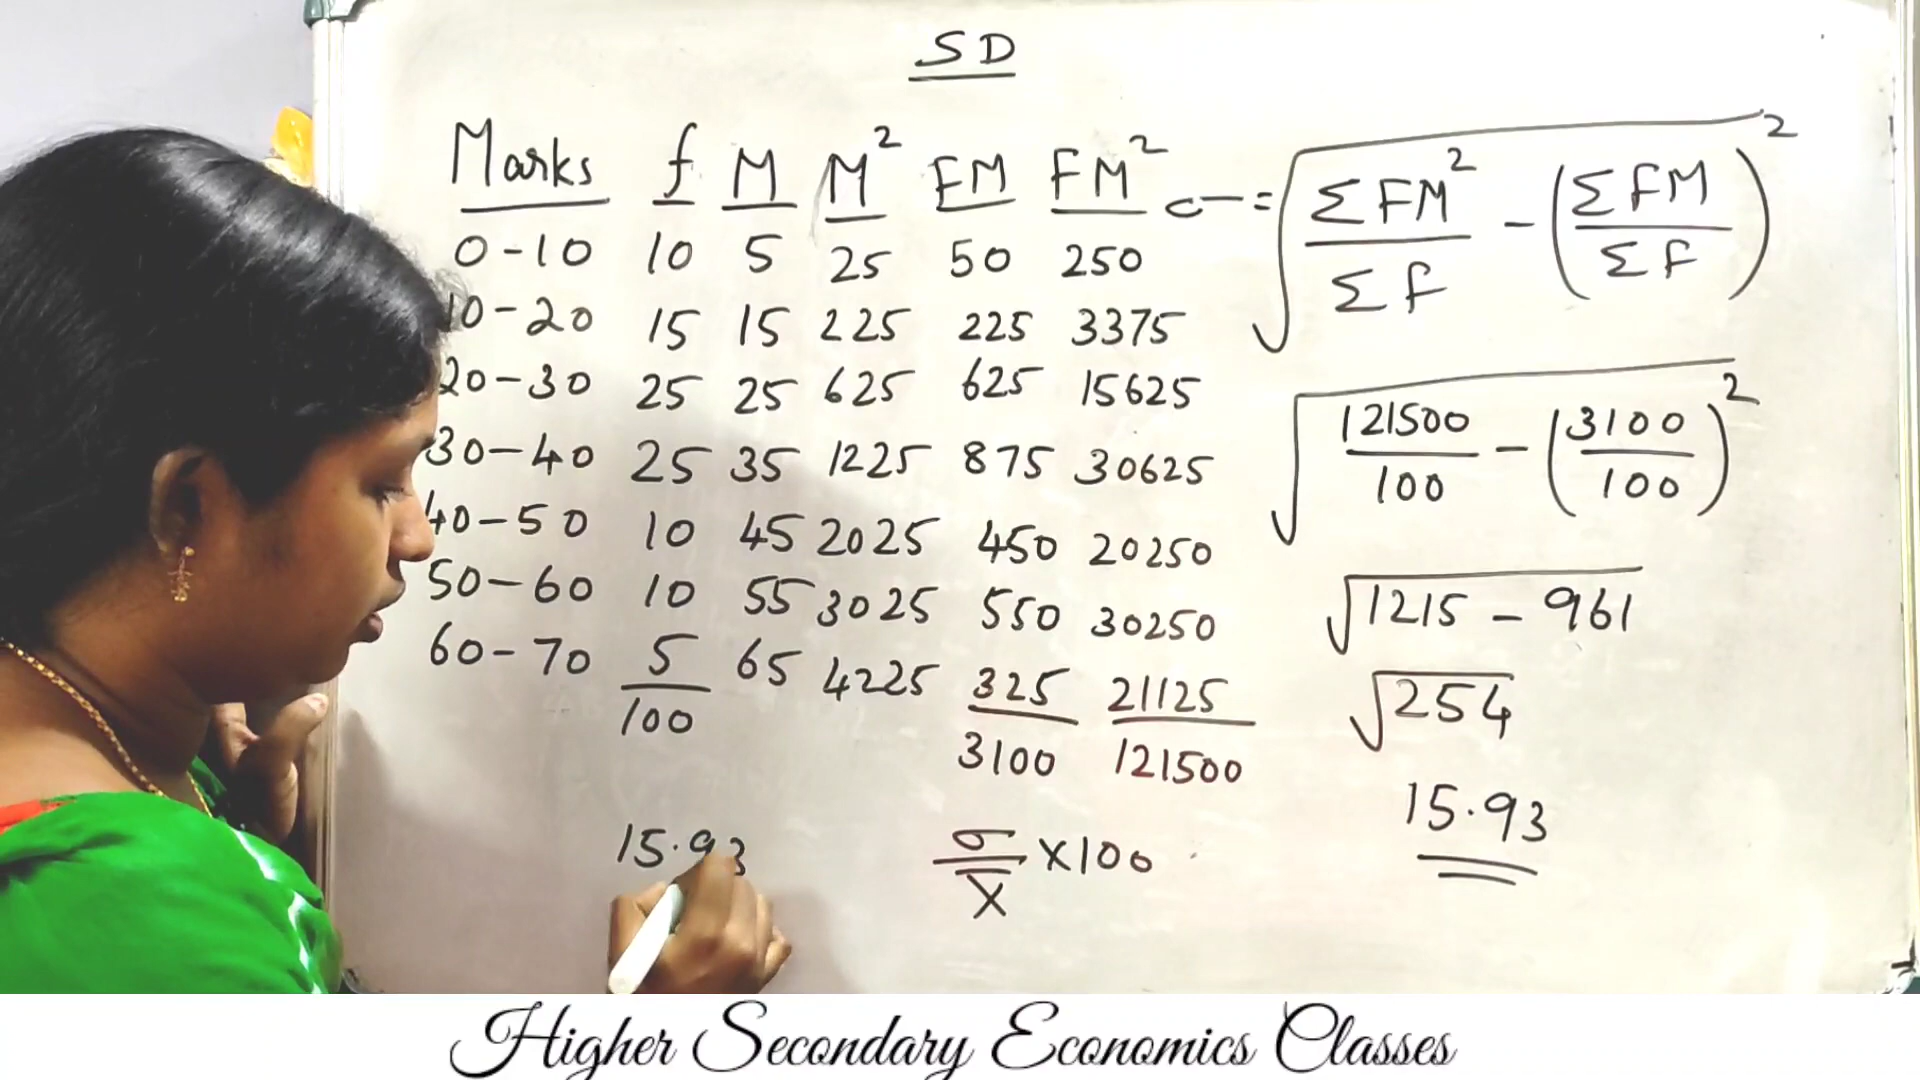 SD
Marks f M M² FM FM²
0-10 10 5 25 50 250
10-20 15 15 225 225 3375
20-30 25 25 625 625 15625
30-40 25 35 1225 875 30625
40-50 10 45 2025 450 20250
50-60 10 55 3025 550 30250
60-70 5 65 4225 325 21125
100 3100 121500
σ = √ΣFM²/Σf - (ΣFM/Σf)²
√121500/100 - (3100/100)²
√1215 - 961
√254
15.93
15.93
σ/X̄ × 100
Higher Secondary Economics Classes